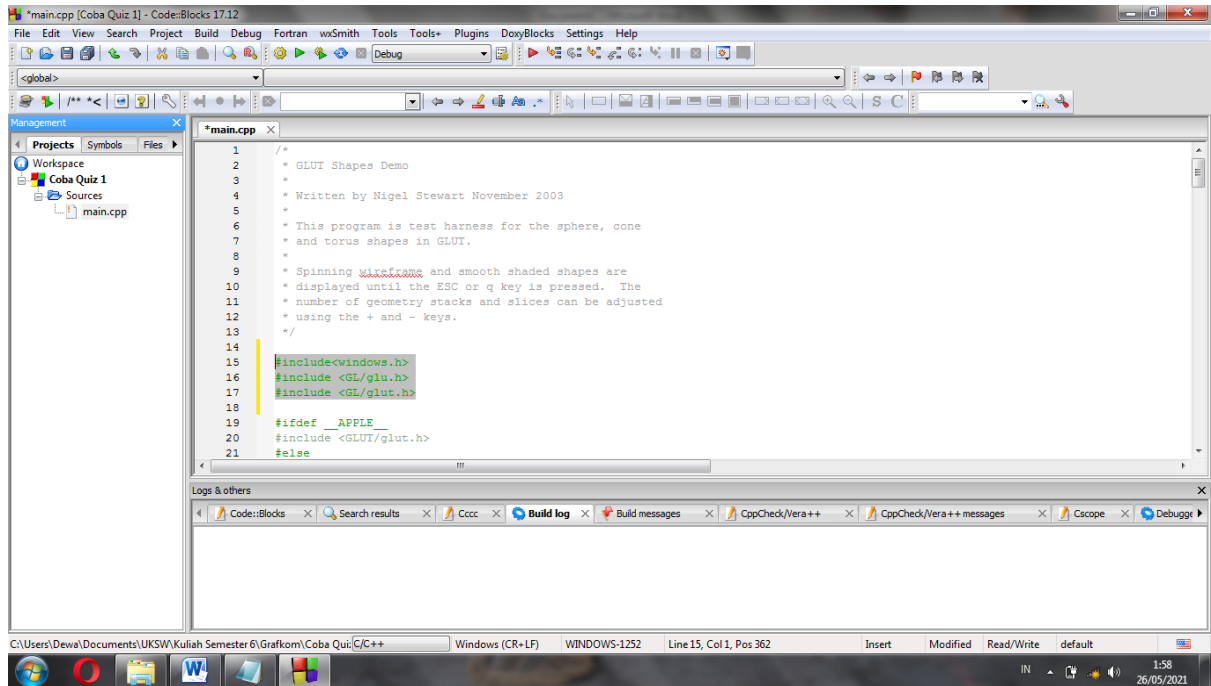 *main.cpp [Coba Quiz 1] - Code::Blocks 17.12
File Edit View Search Project Build Debug Fortran wxSmith Tools Tools+ Plugins DoxyBlocks Settings Help
Debug
<global>
/** *<
S C
Management
Projects Symbols Files
Workspace
Coba Quiz 1
Sources
main.cpp
*main.cpp
1 /*
2 * GLUT Shapes Demo
3 *
4 * Written by Nigel Stewart November 2003
5 *
6 * This program is test harness for the sphere, cone
7 * and torus shapes in GLUT.
8 *
9 * Spinning wireframe and smooth shaded shapes are
10 * displayed until the ESC or q key is pressed. The
11 * number of geometry stacks and slices can be adjusted
12 * using the + and - keys.
13 */
14
15 #include<windows.h>
16 #include <GL/glu.h>
17 #include <GL/glut.h>
18
19 #ifdef __APPLE__
20 #include <GLUT/glut.h>
21 #else
Logs & others
Code::Blocks Search results Cccc Build log Build messages CppCheck/Vera++ CppCheck/Vera++ messages Cscope Debugge
C:\Users\Dewa\Documents\UKSW\Kuliah Semester 6\Grafkom\Coba Qui: C/C++ Windows (CR+LF) WINDOWS-1252 Line 15, Col 1, Pos 362 Insert Modified Read/Write default
IN 1:58
26/05/2021